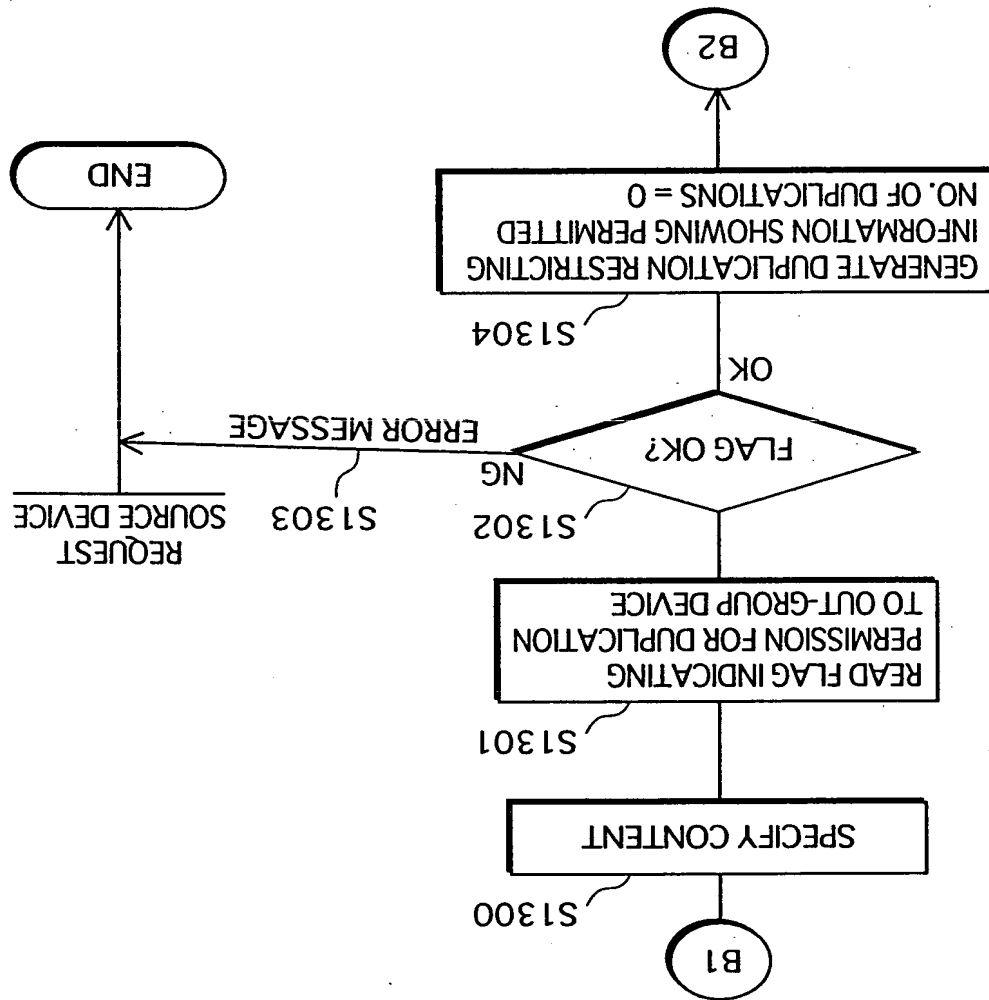 B1
S1300
SPECIFY CONTENT
S1301
READ FLAG INDICATING
PERMISSION FOR DUPLICATION
TO OUT-GROUP DEVICE
S1302
FLAG OK?
NG
S1303
ERROR MESSAGE
REQUEST
SOURCE DEVICE
OK
S1304
GENERATE DUPLICATION RESTRICTING
INFORMATION SHOWING PERMITTED
NO. OF DUPLICATIONS = 0
END
B2